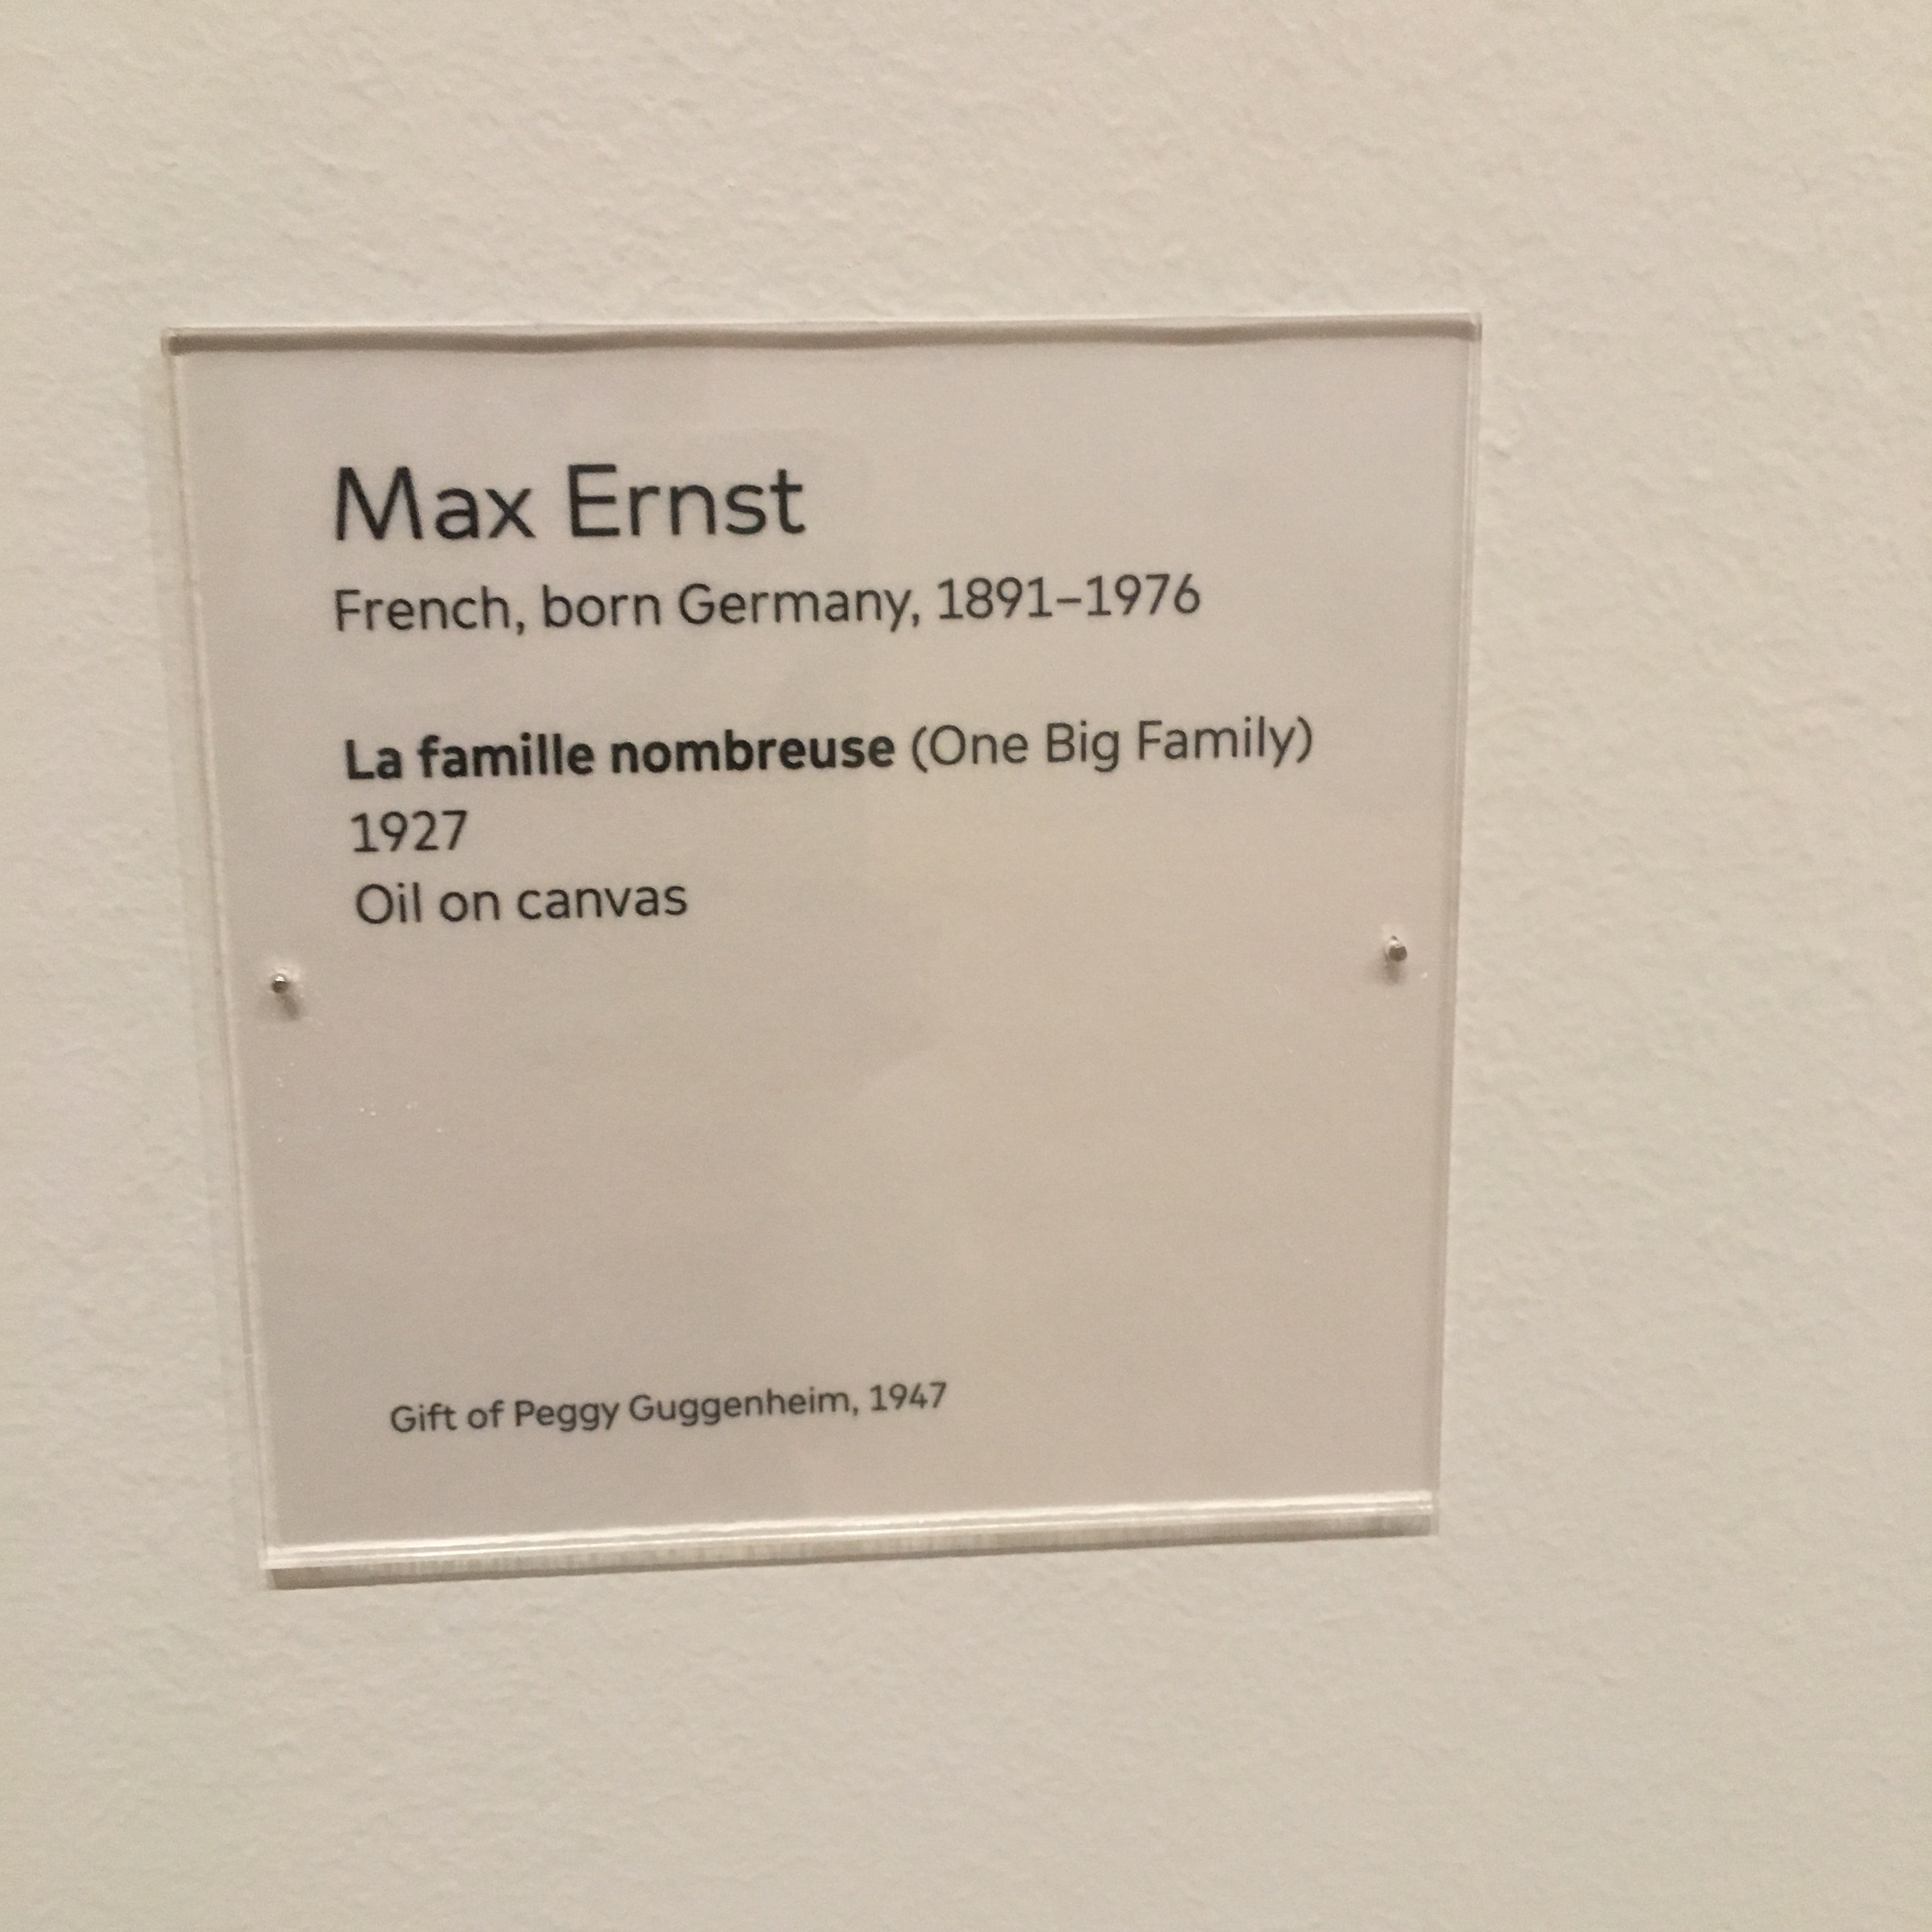 Max Ernst
French, born Germany, 1891–1976
La famille nombreuse (One Big Family)
1927
Oil on canvas
Gift of Peggy Guggenheim, 1947